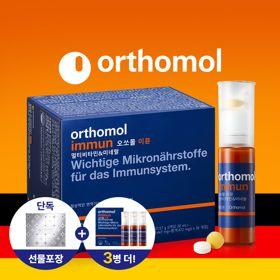 orthomol
orthomol
immun 오쏘몰 이뮨
멀티비타민&미네랄
Wichtige Mikronährstoffe
für das Immunsystem.
orthomol
immun
Orthomol
단독
선물포장
+
3병 더!